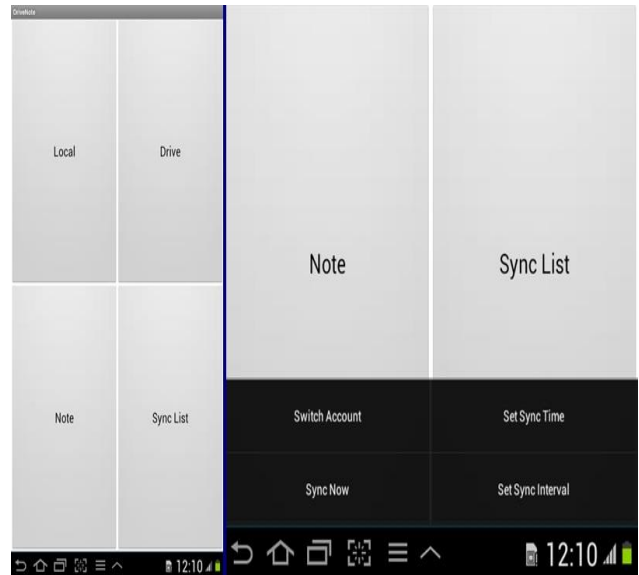 DriveNote
Local Drive
Note Sync List
12:10
Note Sync List
Switch Account Set Sync Time
Sync Now Set Sync Interval
12:10